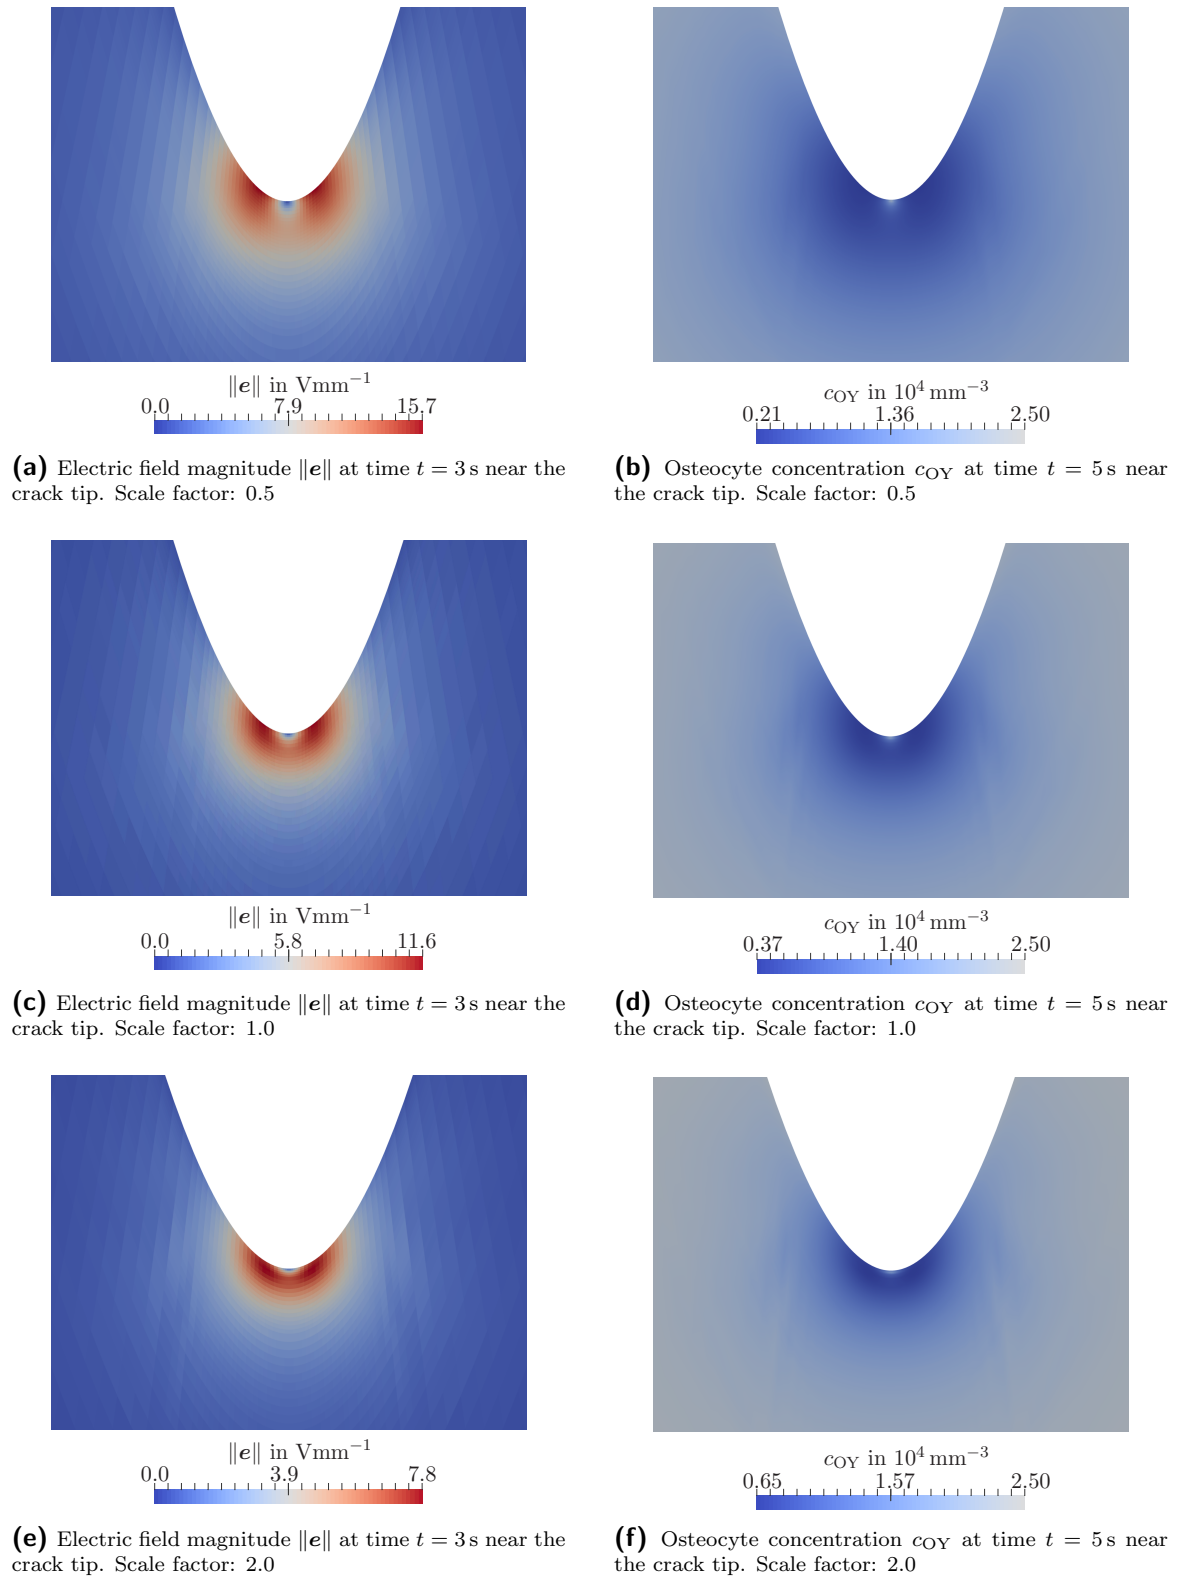 ‖e‖ in Vmm⁻¹
0.0 7.9 15.7
(a) Electric field magnitude ‖e‖ at time t = 3 s near the
crack tip. Scale factor: 0.5
c_OY in 10⁴ mm⁻³
0.21 1.36 2.50
(b) Osteocyte concentration c_OY at time t = 5 s near
the crack tip. Scale factor: 0.5
‖e‖ in Vmm⁻¹
0.0 5.8 11.6
(c) Electric field magnitude ‖e‖ at time t = 3 s near the
crack tip. Scale factor: 1.0
c_OY in 10⁴ mm⁻³
0.37 1.40 2.50
(d) Osteocyte concentration c_OY at time t = 5 s near
the crack tip. Scale factor: 1.0
‖e‖ in Vmm⁻¹
0.0 3.9 7.8
(e) Electric field magnitude ‖e‖ at time t = 3 s near the
crack tip. Scale factor: 2.0
c_OY in 10⁴ mm⁻³
0.65 1.57 2.50
(f) Osteocyte concentration c_OY at time t = 5 s near
the crack tip. Scale factor: 2.0